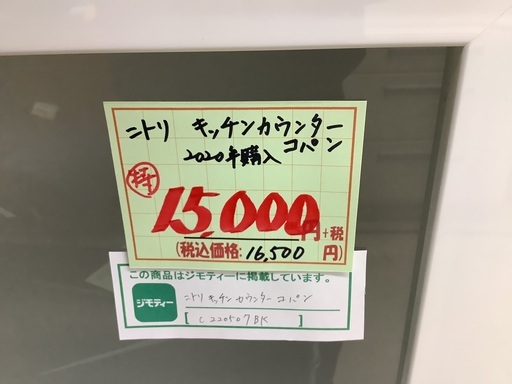 ニトリ キッチンカウンター
コパン
2020年購入
15,000円+税
(税込価格: 16,500 円)
この商品はジモティーに掲載しています。
ジモティー
ニトリ キッチンカウンター コパン
[ C220507BK ]